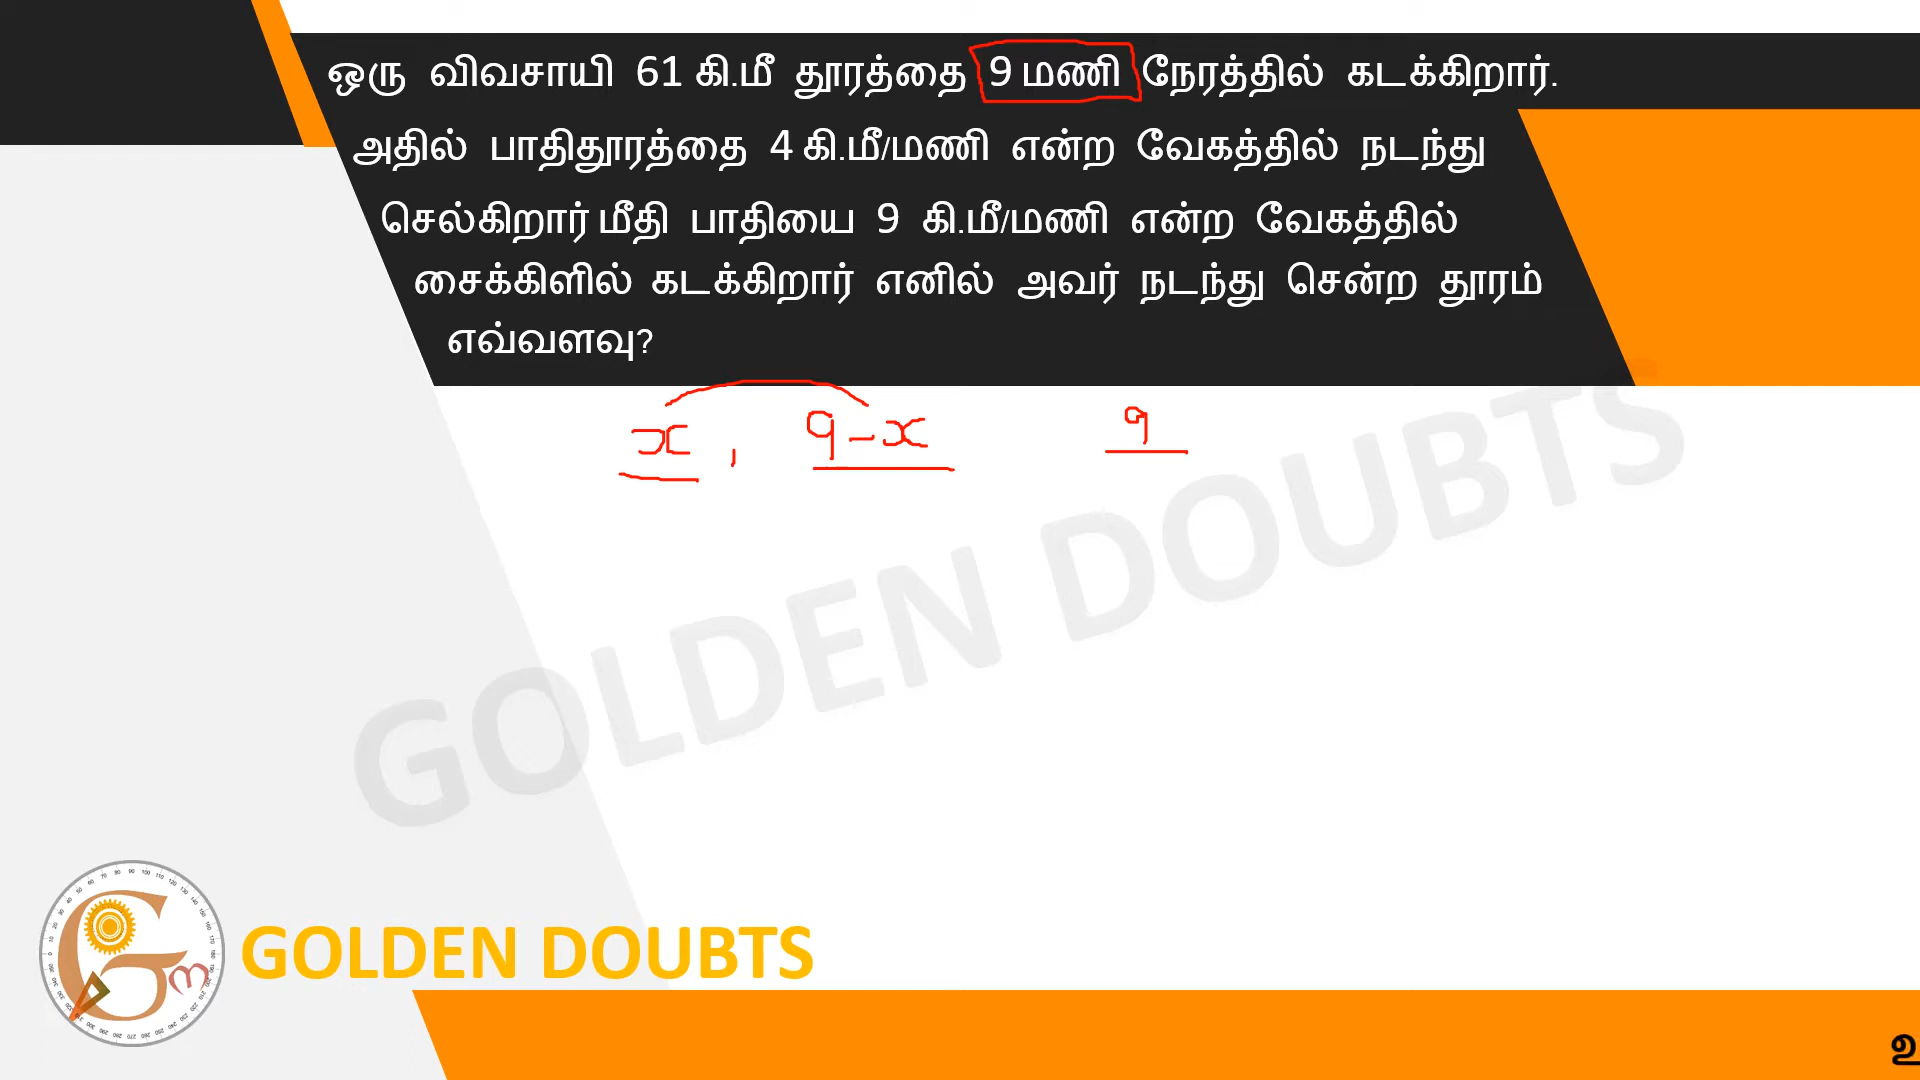 ஒரு விவசாயி 61 கி.மீ தூரத்தை 9 மணி நேரத்தில் கடக்கிறார்.
அதில் பாதிதூரத்தை 4 கி.மீ/மணி என்ற வேகத்தில் நடந்து
செல்கிறார் மீதி பாதியை 9 கி.மீ/மணி என்ற வேகத்தில்
சைக்கிளில் கடக்கிறார் எனில் அவர் நடந்து சென்ற தூரம்
எவ்வளவு?
x , 9-x 9
GOLDEN DOUBTS
GOLDEN DOUBTS
உ